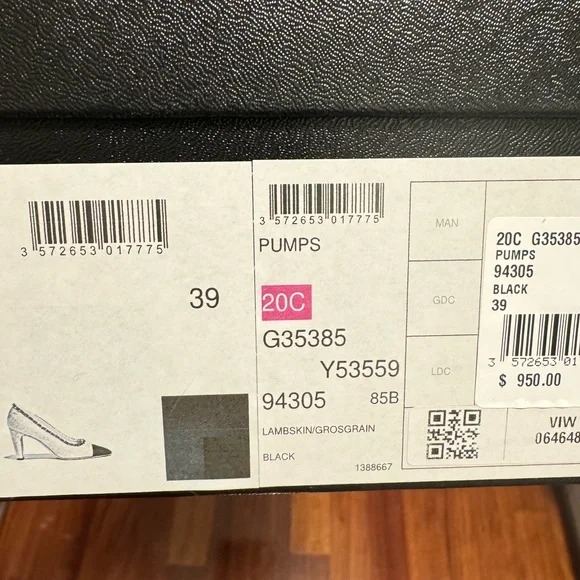 3 572653 017775
39
3 572653 017775
PUMPS
20C
G35385
Y53559
94305 85B
LAMBSKIN/GROSGRAIN
BLACK
1388667
MAN
GDC
LDC
20C G35385
PUMPS
94305
BLACK
39
3 572653 01
$ 950.00
VIW
064648